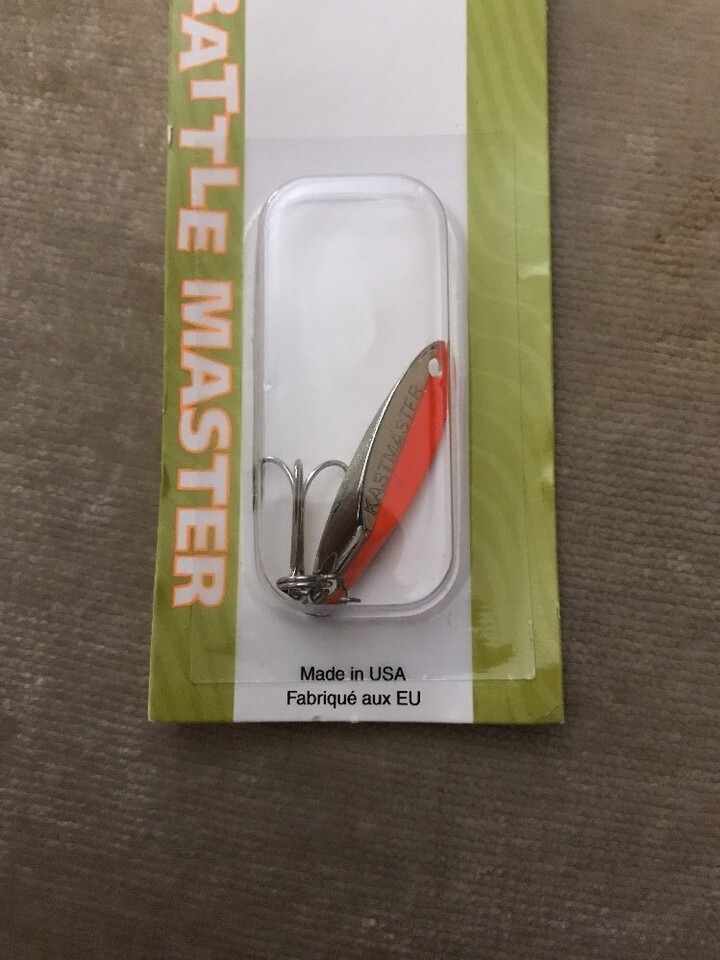 RATTLE MASTER
KASTMASTER
Made in USA
Fabriqué aux EU